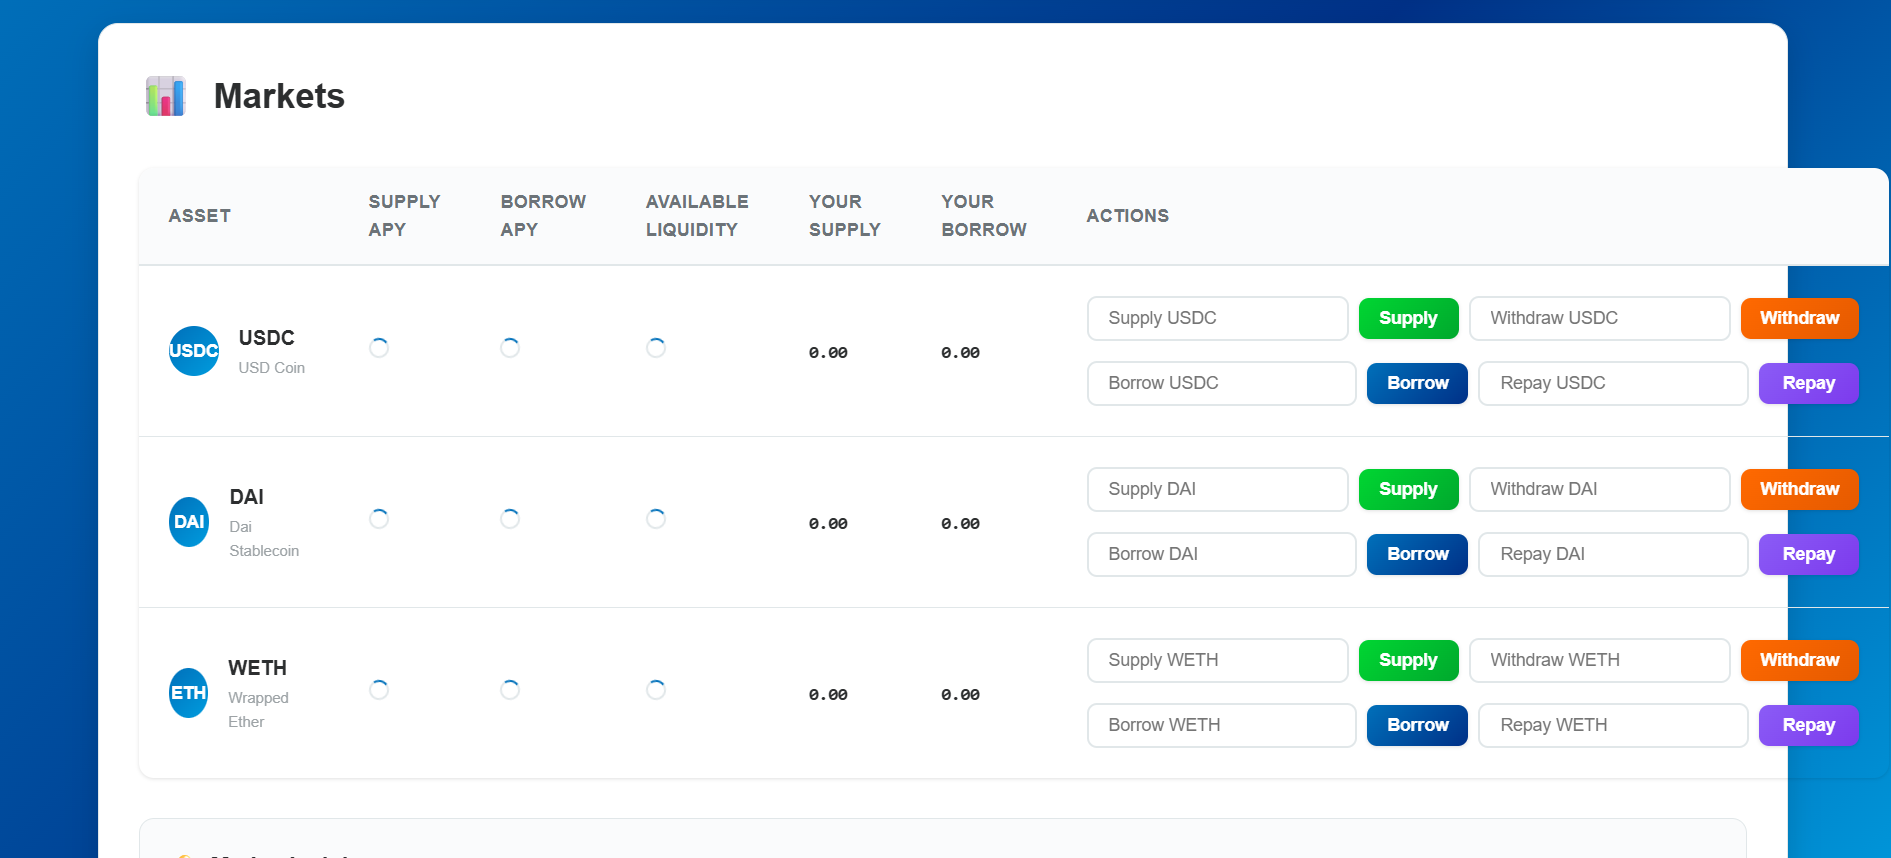 Markets
ASSET
SUPPLY
APY
BORROW
APY
AVAILABLE
LIQUIDITY
YOUR
SUPPLY
YOUR
BORROW
ACTIONS
USDC
USDC
USD Coin
0.00
0.00
Supply USDC
Supply
Withdraw USDC
Withdraw
Borrow USDC
Borrow
Repay USDC
Repay
DAI
DAI
Dai
Stablecoin
0.00
0.00
Supply DAI
Supply
Withdraw DAI
Withdraw
Borrow DAI
Borrow
Repay DAI
Repay
ETH
WETH
Wrapped
Ether
0.00
0.00
Supply WETH
Supply
Withdraw WETH
Withdraw
Borrow WETH
Borrow
Repay WETH
Repay